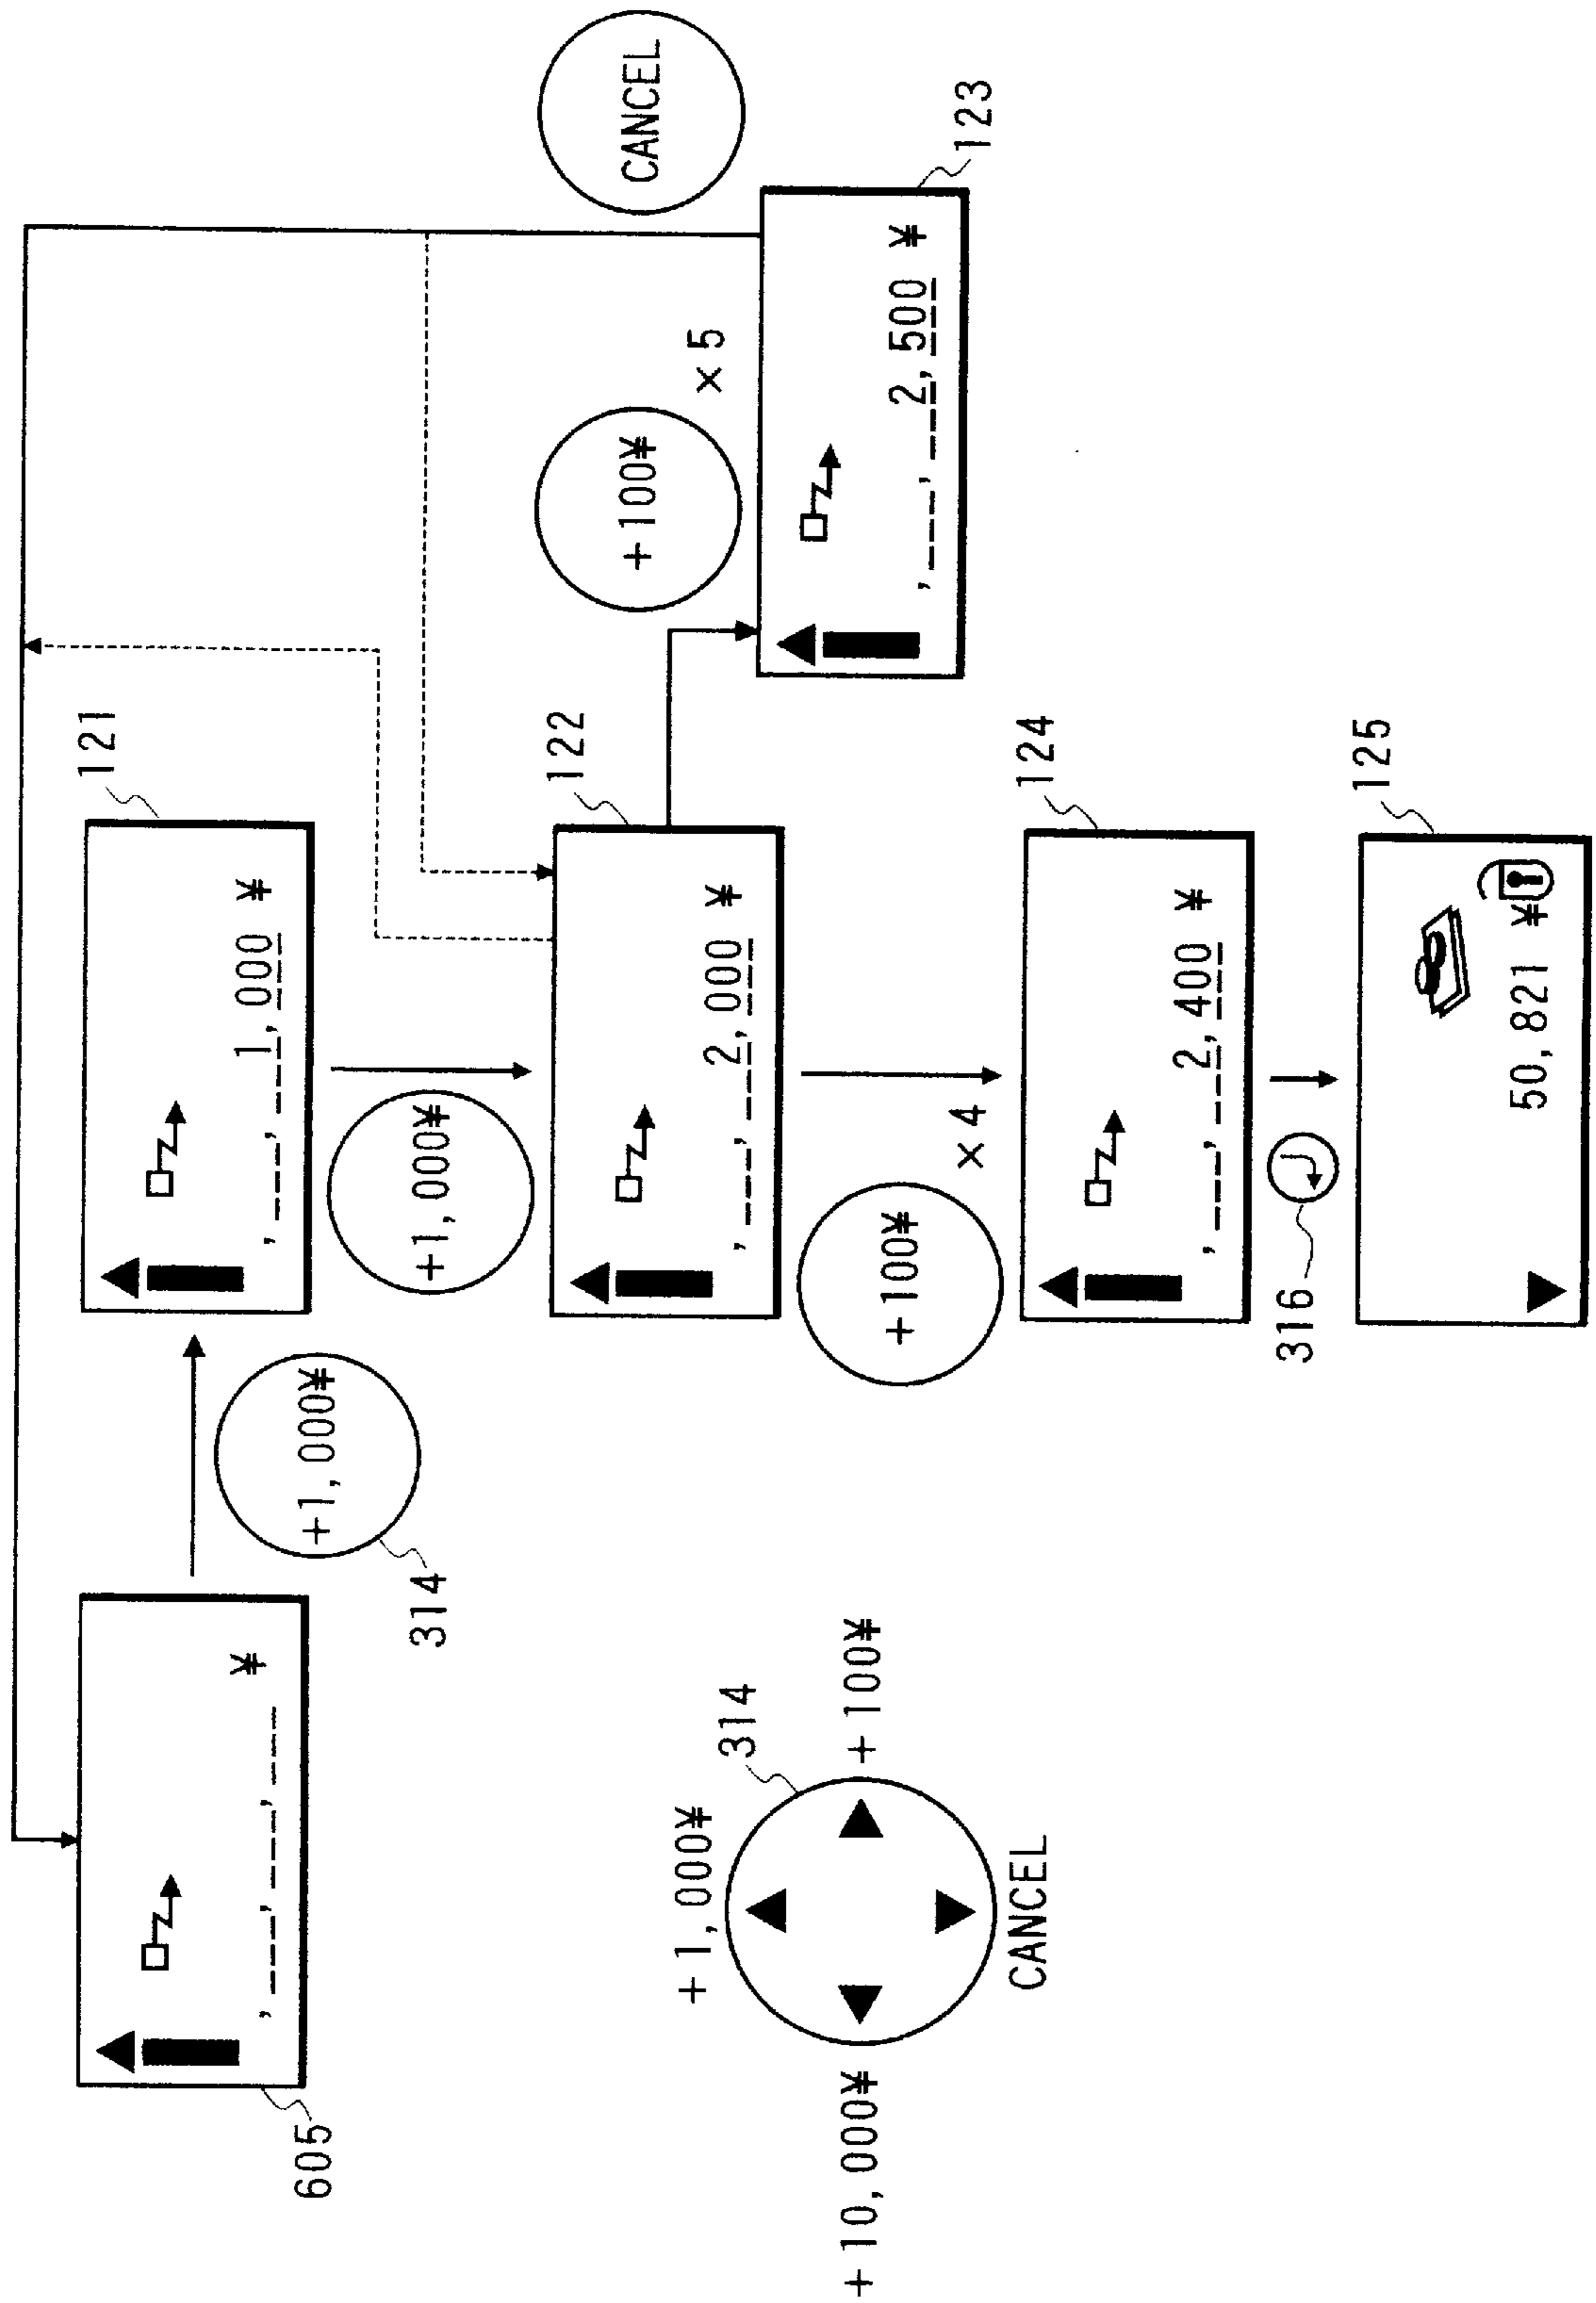 605
, _ _ _, _ _ _, _ _ _ ¥
+1,000¥
314
121
, _ _ _, _ _ 1,000 ¥
+1,000¥
122
, _ _ _, _ _ 2,000 ¥
CANCEL
+100¥
×5
123
, _ _ _, _ _ 2,500 ¥
+100¥
×4
124
, _ _ _, _ _ 2,400 ¥
316
125
50,821 ¥
+1,000¥
314
+10,000¥
+100¥
CANCEL